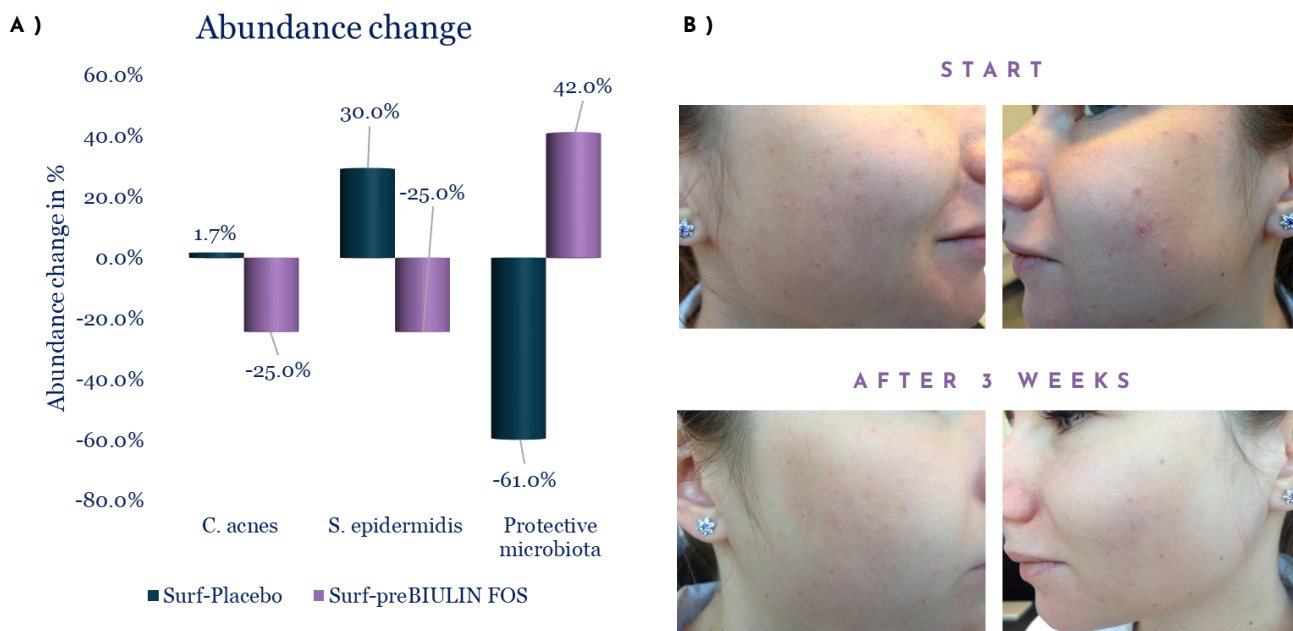 A )
Abundance change
60.0%
40.0%
20.0%
0.0%
-20.0%
-40.0%
-60.0%
-80.0%
Abundance change in %
1.7%
-25.0%
30.0%
-25.0%
-61.0%
42.0%
C. acnes
S. epidermidis
Protective
microbiota
Surf-Placebo
Surf-preBIULIN FOS
B )
START
AFTER 3 WEEKS